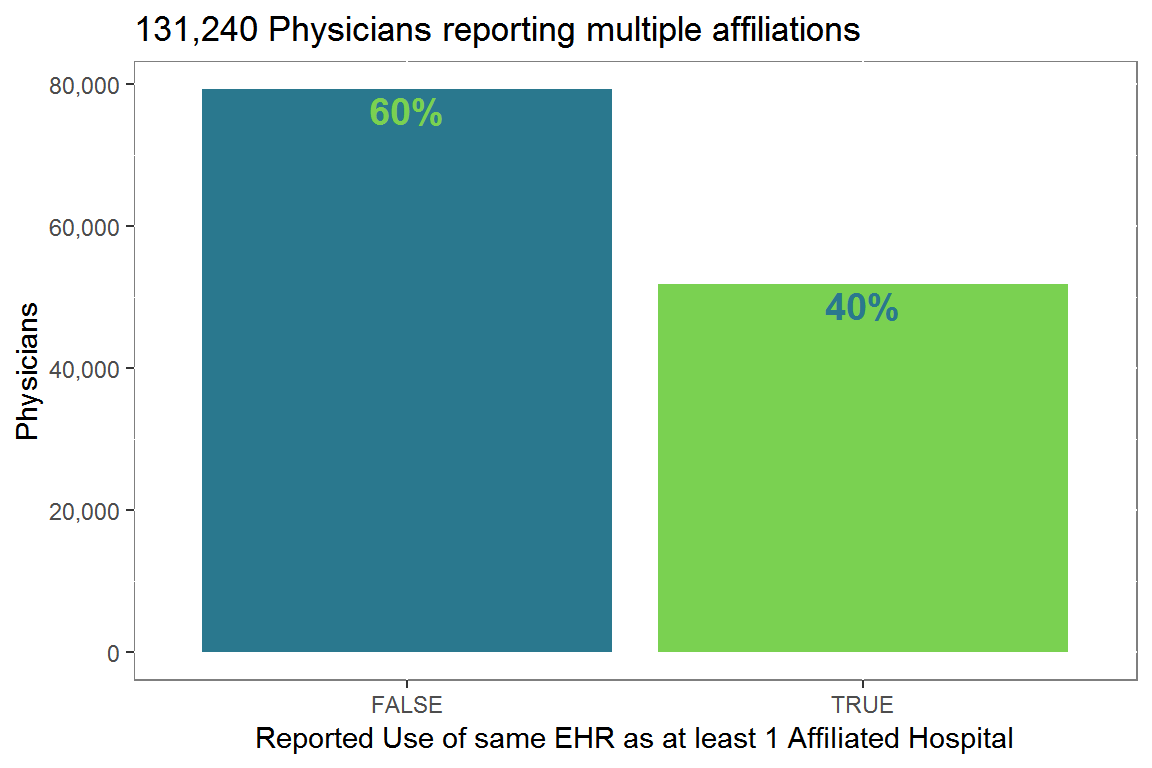 131,240 Physicians reporting multiple affiliations
80,000
60%
60,000
40%
40,000
20,000
0
Physicians
FALSE
TRUE
Reported Use of same EHR as at least 1 Affiliated Hospital